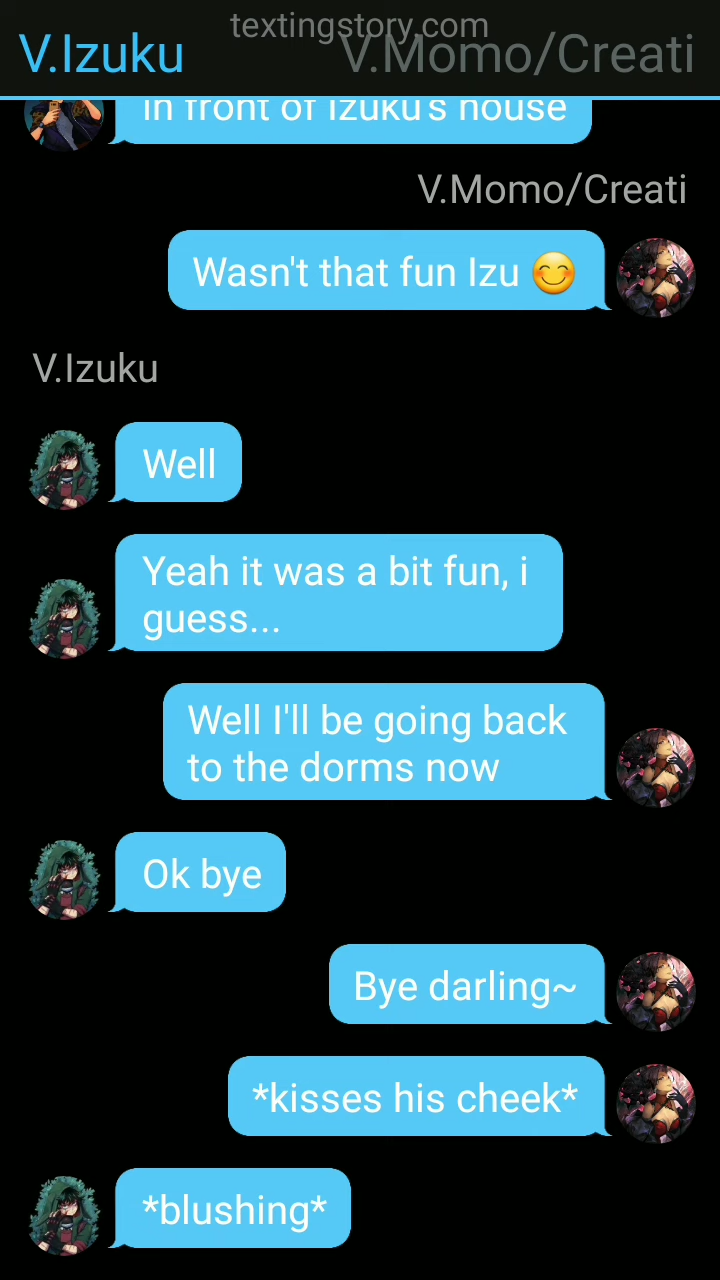 textingstory.com
V.Izuku
V.Momo/Creati
in front of Izuku's house
V.Momo/Creati
Wasn't that fun Izu 😊
V.Izuku
Well
Yeah it was a bit fun, i
guess...
Well I'll be going back
to the dorms now
Ok bye
Bye darling~
*kisses his cheek*
*blushing*